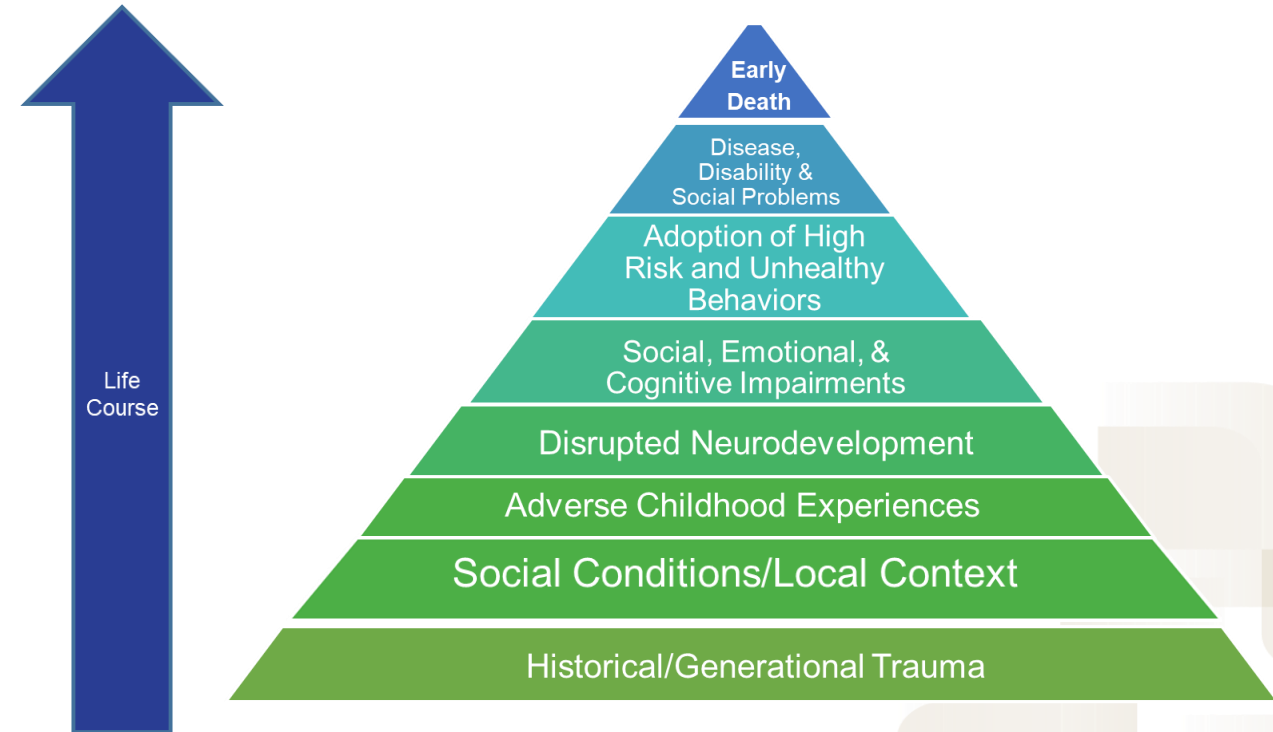 Early
Death
Disease,
Disability &
Social Problems
Adoption of High
Risk and Unhealthy
Behaviors
Social, Emotional, &
Cognitive Impairments
Life
Course
Disrupted Neurodevelopment
Adverse Childhood Experiences
Social Conditions/Local Context
Historical/Generational Trauma